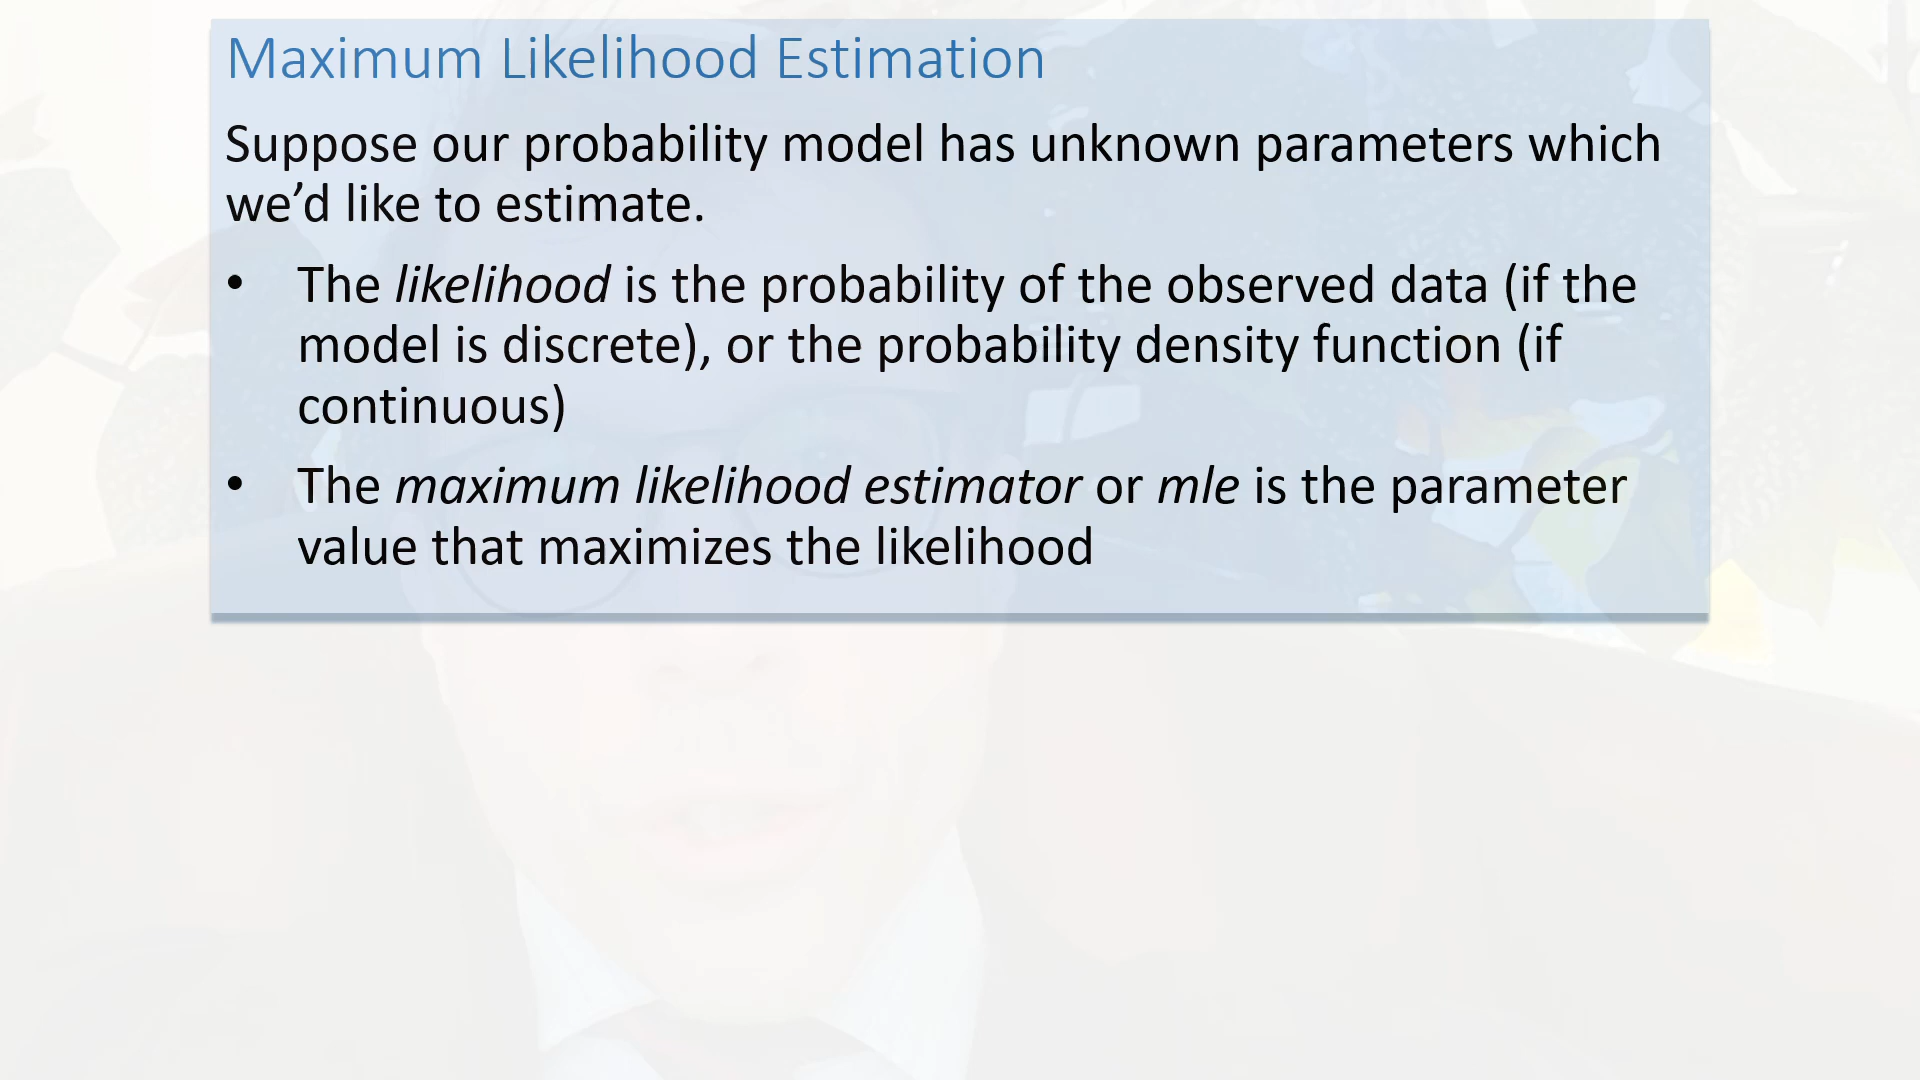 Maximum Likelihood Estimation
Suppose our probability model has unknown parameters which
we’d like to estimate.
• The likelihood is the probability of the observed data (if the
model is discrete), or the probability density function (if
continuous)
• The maximum likelihood estimator or mle is the parameter
value that maximizes the likelihood